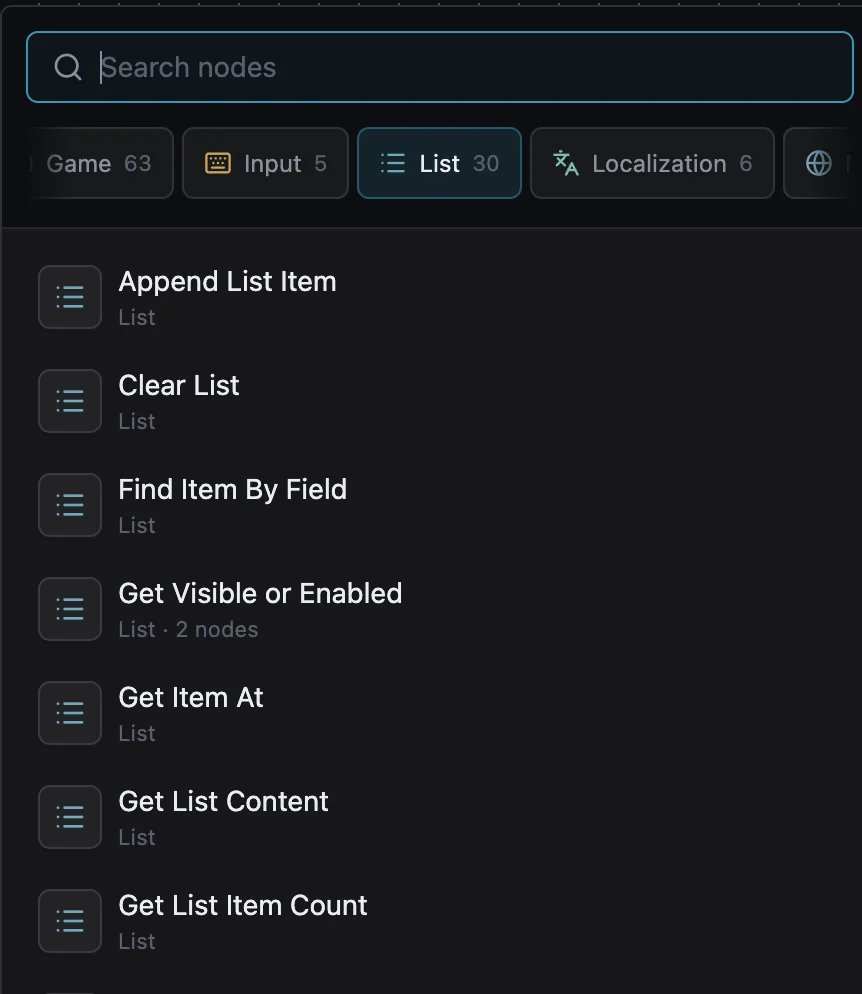 Search nodes
Game 63 Input 5 List 30 Localization 6
Append List Item
List
Clear List
List
Find Item By Field
List
Get Visible or Enabled
List · 2 nodes
Get Item At
List
Get List Content
List
Get List Item Count
List